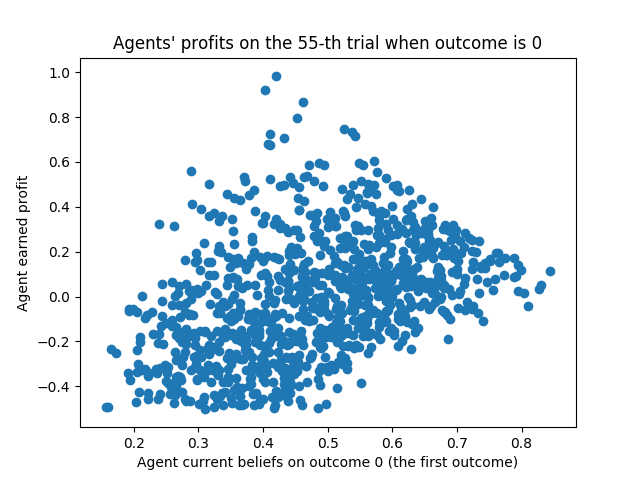 Agents' profits on the 55-th trial when outcome is 0
Agent earned profit
1.0
0.8
0.6
0.4
0.2
0.0
−0.2
−0.4
0.2 0.3 0.4 0.5 0.6 0.7 0.8
Agent current beliefs on outcome 0 (the first outcome)